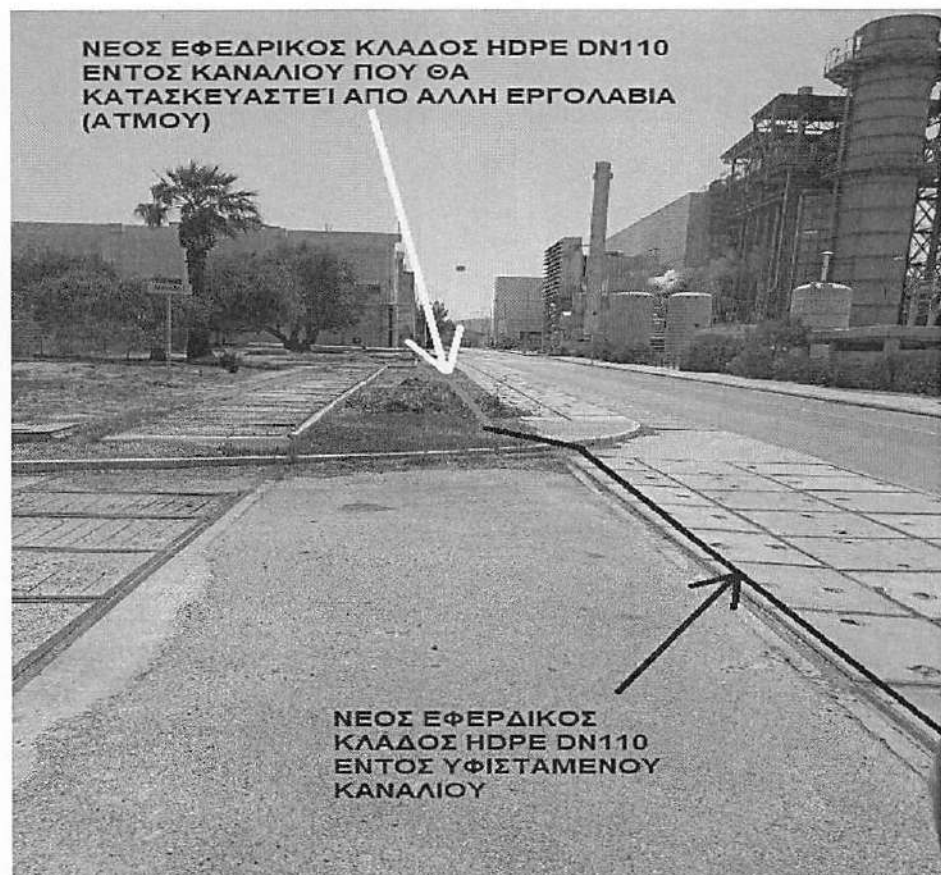 ΝΕΟΣ ΕΦΕΔΡΙΚΟΣ ΚΛΑΔΟΣ HDPE DN110
ΕΝΤΟΣ ΚΑΝΑΛΙΟΥ ΠΟΥ ΘΑ
ΚΑΤΑΣΚΕΥΑΣΤΕΊ ΑΠΟ ΑΛΛΗ ΕΡΓΟΛΑΒΙΑ
(ΑΤΜΟΥ)
ΝΕΟΣ ΕΦΕΡΔΙΚΟΣ
ΚΛΑΔΟΣ HDPE DN110
ΕΝΤΟΣ ΥΦΙΣΤΑΜΕΝΟΥ
ΚΑΝΑΛΙΟΥ